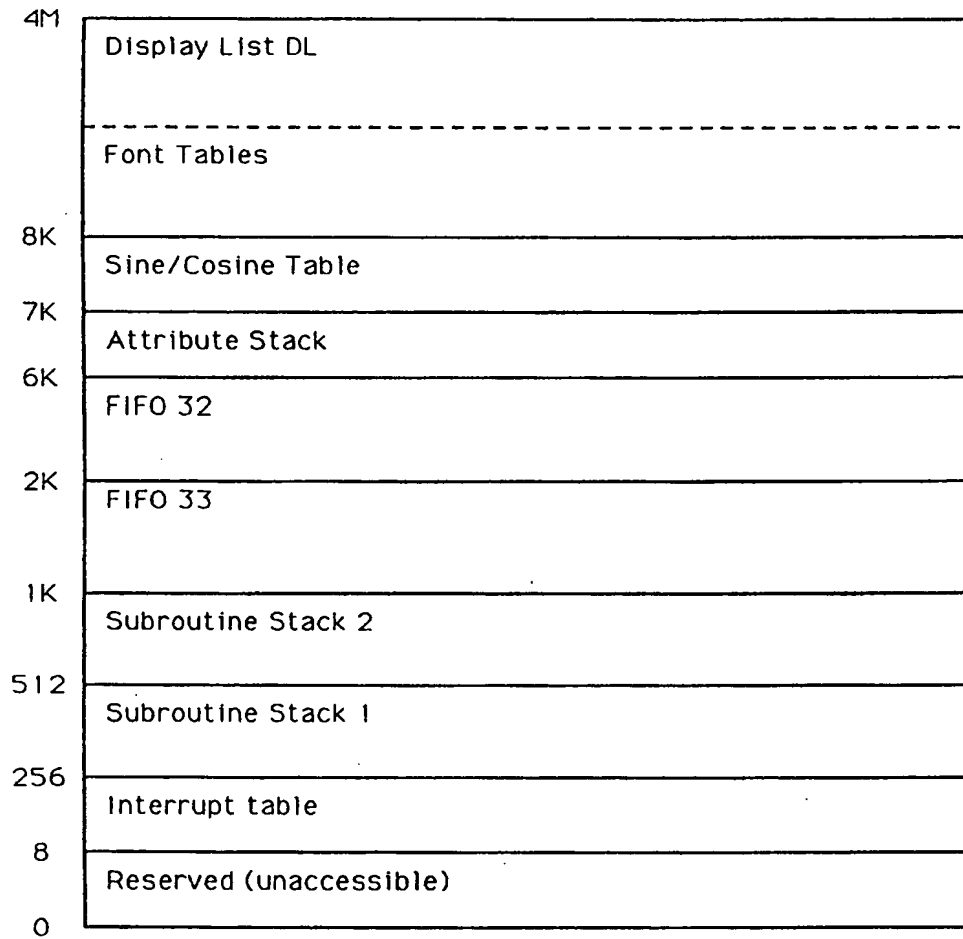 4M
Display List DL
Font Tables
8K
Sine/Cosine Table
7K
Attribute Stack
6K
FIFO 32
2K
FIFO 33
1K
Subroutine Stack 2
512
Subroutine Stack 1
256
Interrupt table
8
Reserved (unaccessible)
0